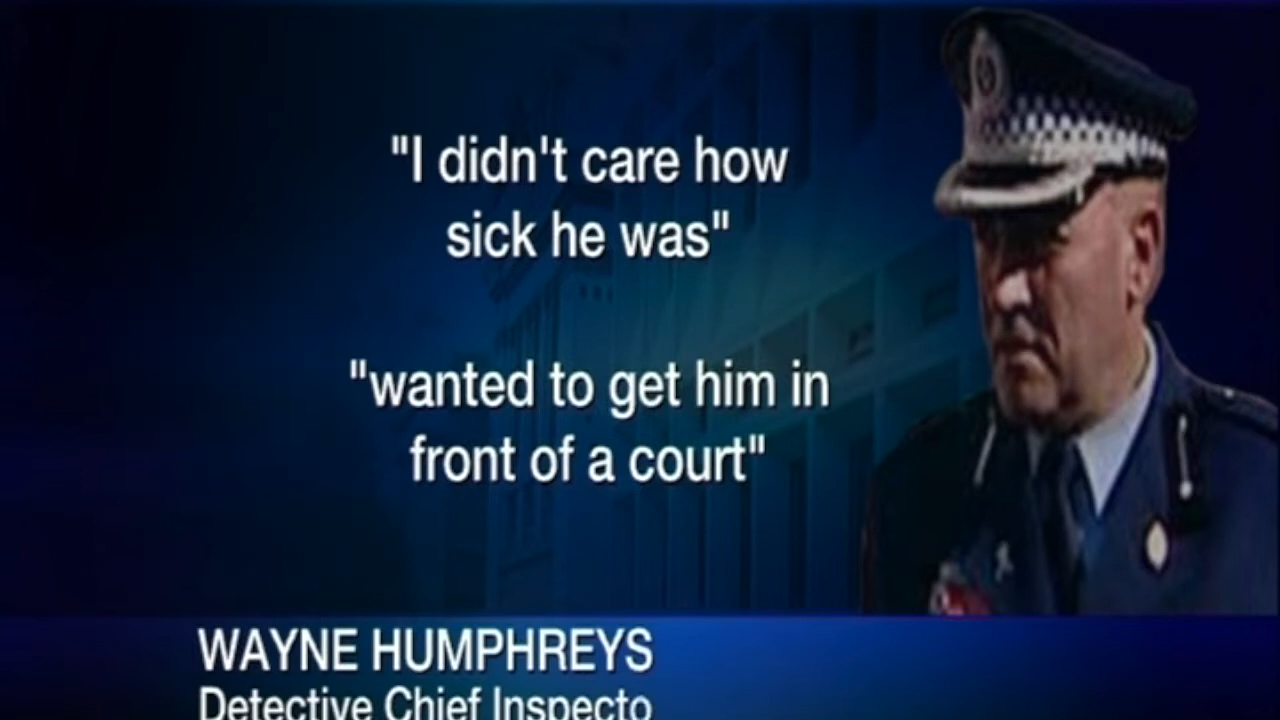 "I didn't care how
sick he was"
"wanted to get him in
front of a court"
WAYNE HUMPHREYS
Detective Chief Inspecto